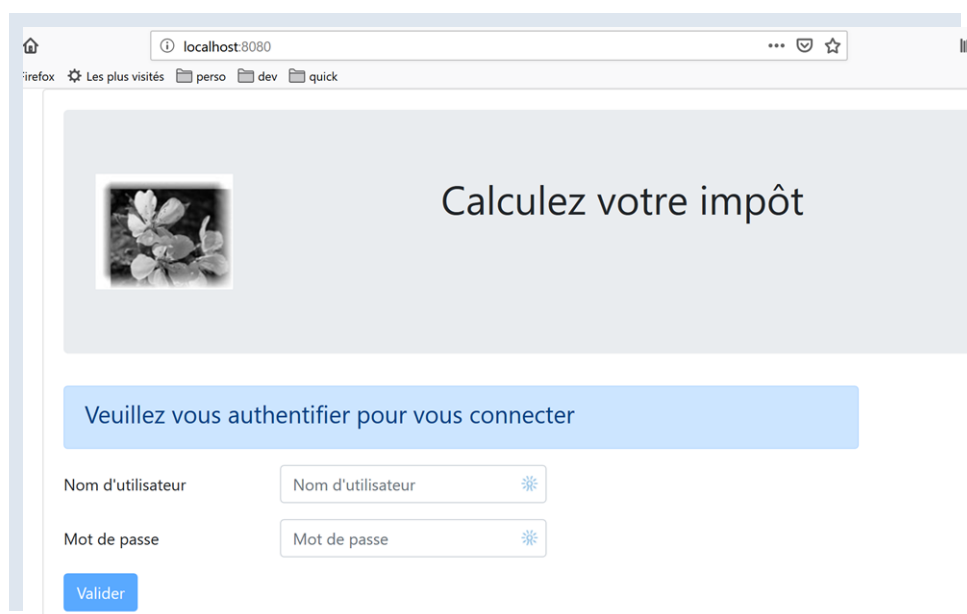 localhost:8080
irefox Les plus visités perso dev quick
Calculez votre impôt
Veuillez vous authentifier pour vous connecter
Nom d'utilisateur Nom d'utilisateur
Mot de passe Mot de passe
Valider